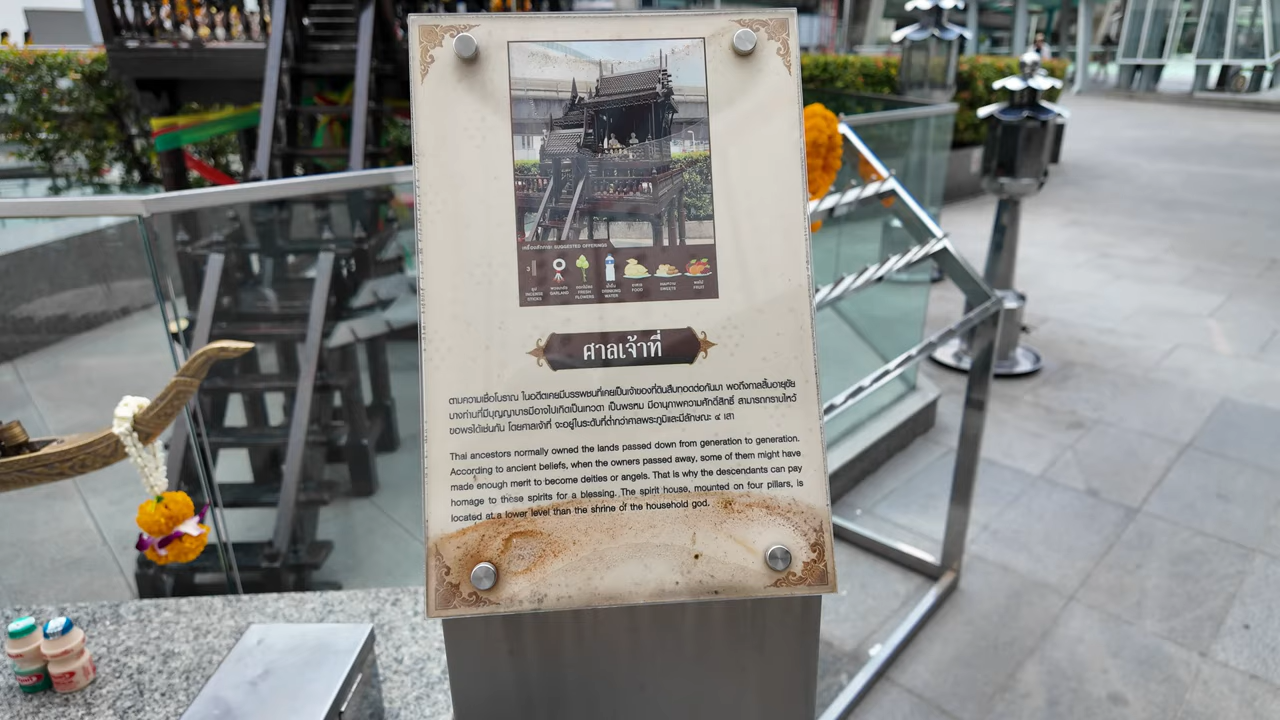 เครื่องสักการะ SUGGESTED OFFERINGS
ธูป พวงมาลัย ดอกไม้สด น้ำดื่ม อาหาร ขนมหวาน ผลไม้
INCENSE STICKS GARLAND FRESH FLOWERS DRINKING WATER FOOD SWEETS FRUIT
ศาลเจ้าที่
ตามความเชื่อโบราณ ในอดีตเคยมีบรรพชนที่เคยเป็นเจ้าของที่ดินสืบทอดต่อกันมา พอถึงกาลสิ้นอายุขัย
บางท่านที่มีบุญญาบารมีอาจไปเกิดเป็นเทวดา เป็นพรหม มีอานุภาพความศักดิ์สิทธิ์ สามารถกราบไหว้
ขอพรได้เช่นกัน โดยศาลเจ้าที่ จะอยู่ในระดับที่ต่ำกว่าศาลพระภูมิและมีลักษณะ ๔ เสา
Thai ancestors normally owned the lands passed down from generation to generation.
According to ancient beliefs, when the owners passed away, some of them might have
made enough merit to become deities or angels. That is why the descendants can pay
homage to these spirits for a blessing. The spirit house, mounted on four pillars, is
located at a lower level than the shrine of the household god.